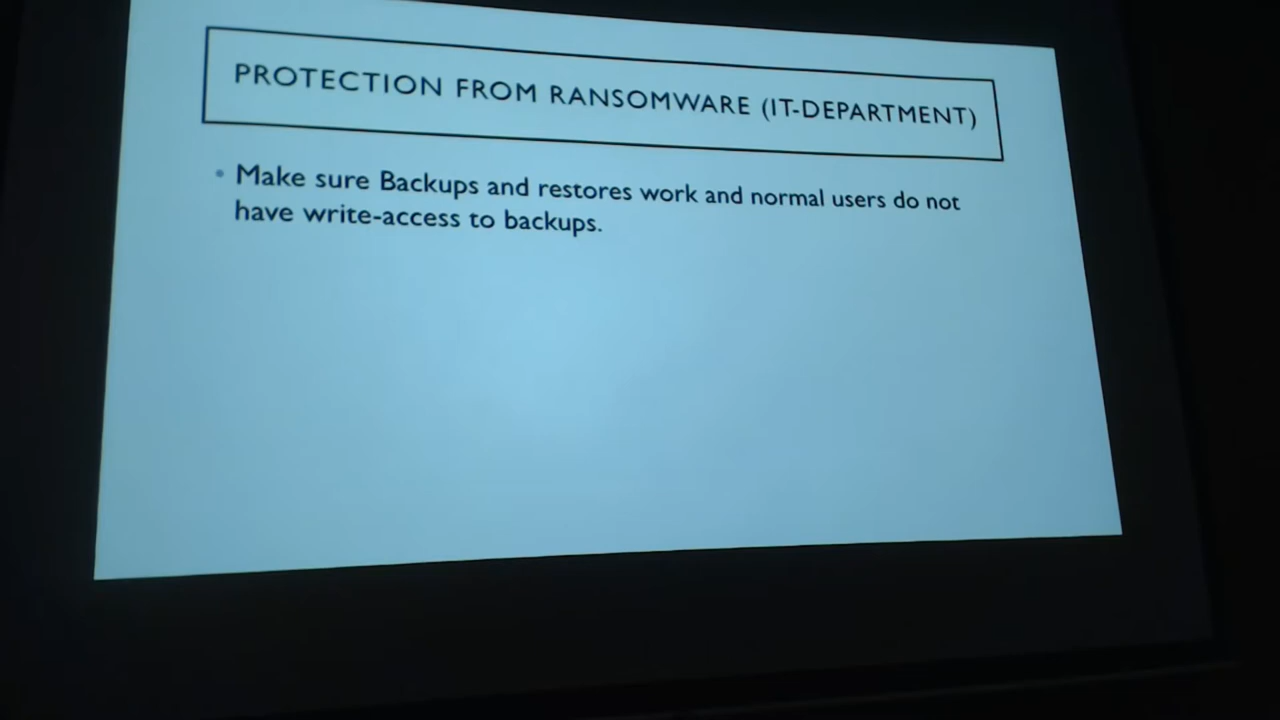 PROTECTION FROM RANSOMWARE (IT-DEPARTMENT)
• Make sure Backups and restores work and normal users do not
have write-access to backups.